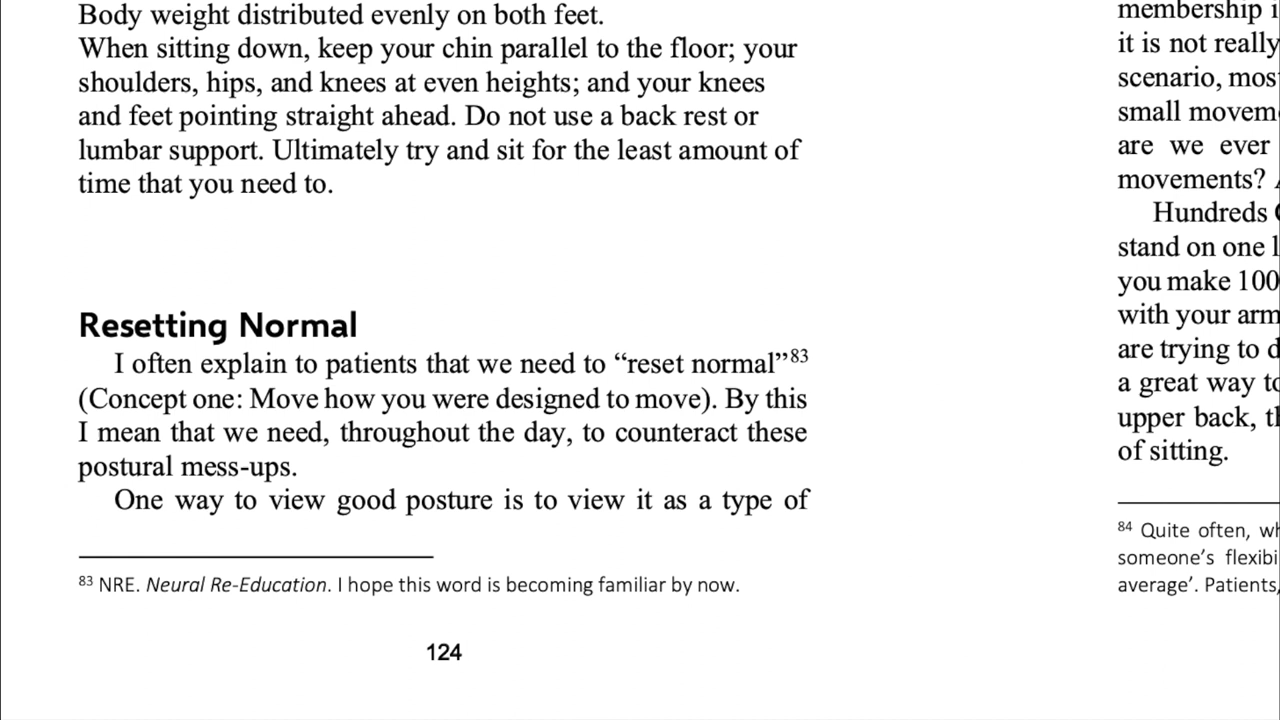 Body weight distributed evenly on both feet.
When sitting down, keep your chin parallel to the floor; your
shoulders, hips, and knees at even heights; and your knees
and feet pointing straight ahead. Do not use a back rest or
lumbar support. Ultimately try and sit for the least amount of
time that you need to.
Resetting Normal
I often explain to patients that we need to “reset normal”83
(Concept one: Move how you were designed to move). By this
I mean that we need, throughout the day, to counteract these
postural mess-ups.
One way to view good posture is to view it as a type of
83 NRE. Neural Re-Education. I hope this word is becoming familiar by now.
124
membership
it is not really
scenario,
small
are we ever
movements?
Hundreds
stand on one
you make 100
with your
are trying to
a great way
upper back,
of sitting.
84 Quite often,
someone’s
average’. Patients,